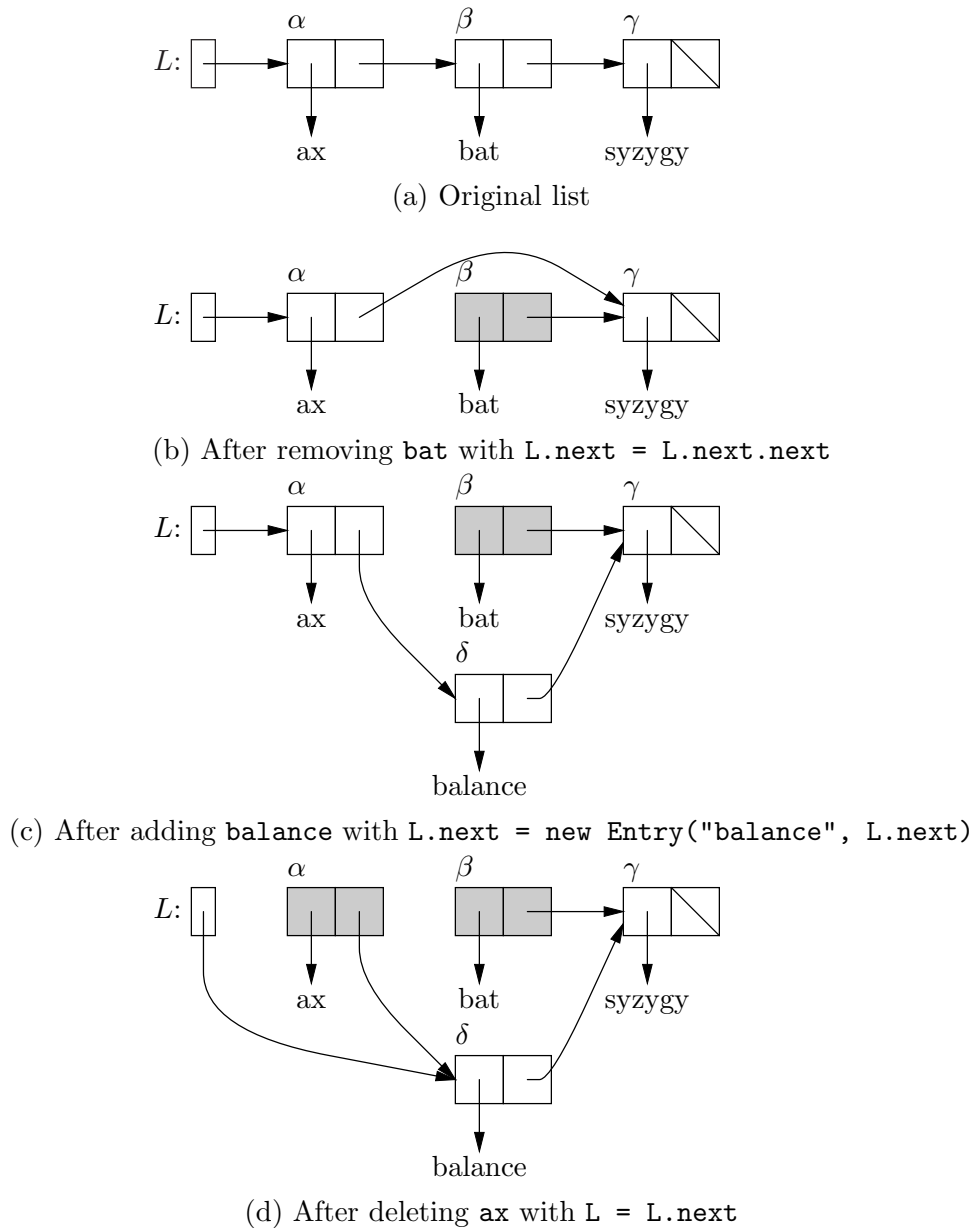 α β γ
L:
ax bat syzygy
(a) Original list
α β γ
L:
ax bat syzygy
(b) After removing bat with L.next = L.next.next
α β γ
L:
ax bat syzygy
δ
balance
(c) After adding balance with L.next = new Entry("balance", L.next)
α β γ
L:
ax bat syzygy
δ
balance
(d) After deleting ax with L = L.next